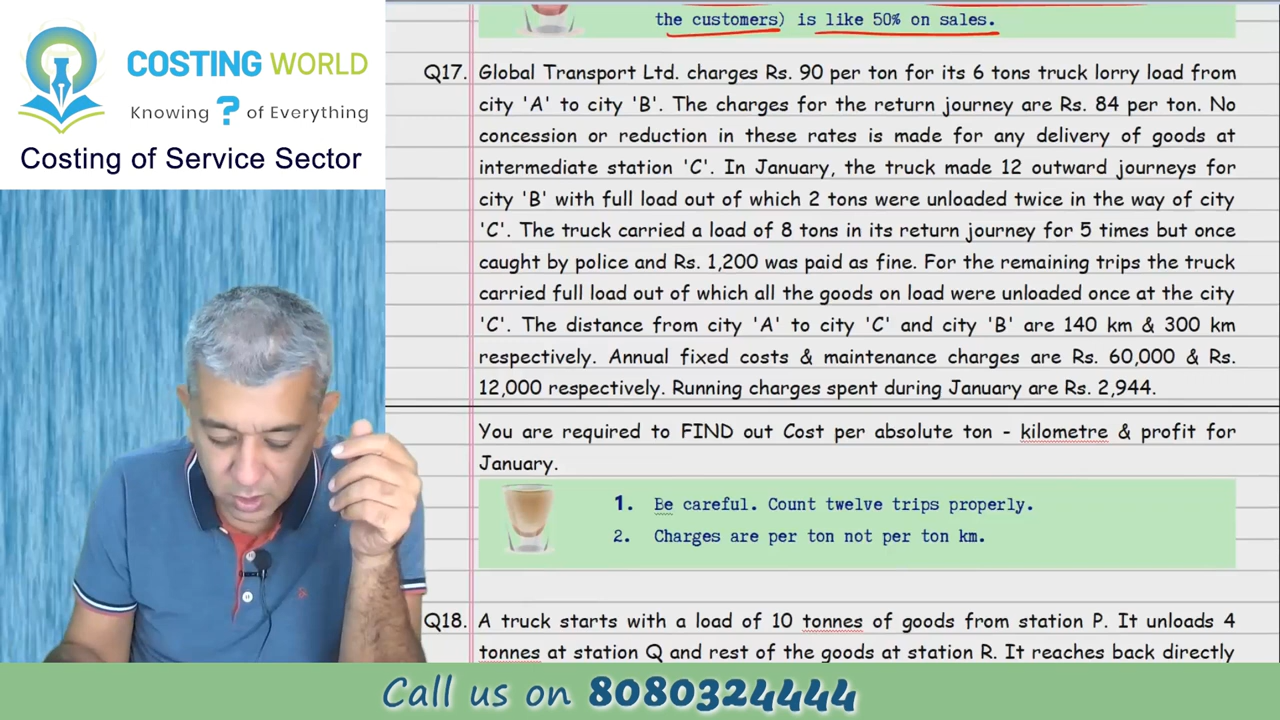 COSTING WORLD
Knowing ? of Everything
Costing of Service Sector
the customers) is like 50% on sales.
Q17. Global Transport Ltd. charges Rs. 90 per ton for its 6 tons truck lorry load from
city 'A' to city 'B'. The charges for the return journey are Rs. 84 per ton. No
concession or reduction in these rates is made for any delivery of goods at
intermediate station 'C'. In January, the truck made 12 outward journeys for
city 'B' with full load out of which 2 tons were unloaded twice in the way of city
'C'. The truck carried a load of 8 tons in its return journey for 5 times but once
caught by police and Rs. 1,200 was paid as fine. For the remaining trips the truck
carried full load out of which all the goods on load were unloaded once at the city
'C'. The distance from city 'A' to city 'C' and city 'B' are 140 km & 300 km
respectively. Annual fixed costs & maintenance charges are Rs. 60,000 & Rs.
12,000 respectively. Running charges spent during January are Rs. 2,944.
You are required to FIND out Cost per absolute ton - kilometre & profit for
January.
1. Be careful. Count twelve trips properly.
2. Charges are per ton not per ton km.
Q18. A truck starts with a load of 10 tonnes of goods from station P. It unloads 4
tonnes at station Q and rest of the goods at station R. It reaches back directly
Call us on 8080324444